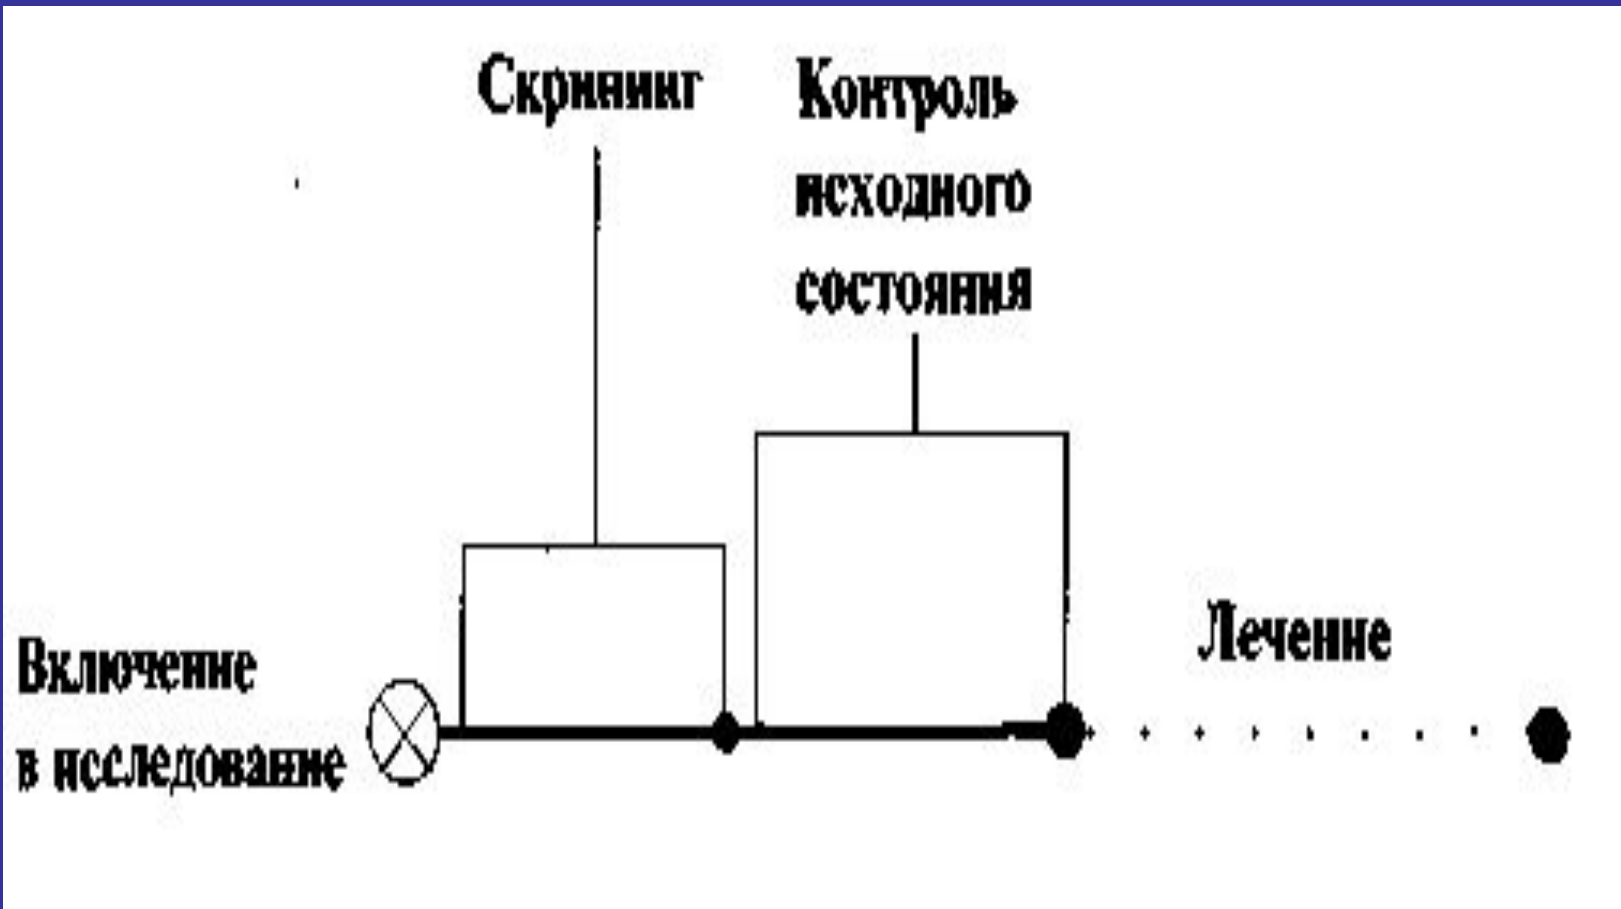 Скрининг
Контроль
исходного
состояния
Включение
в исследование
Лечение